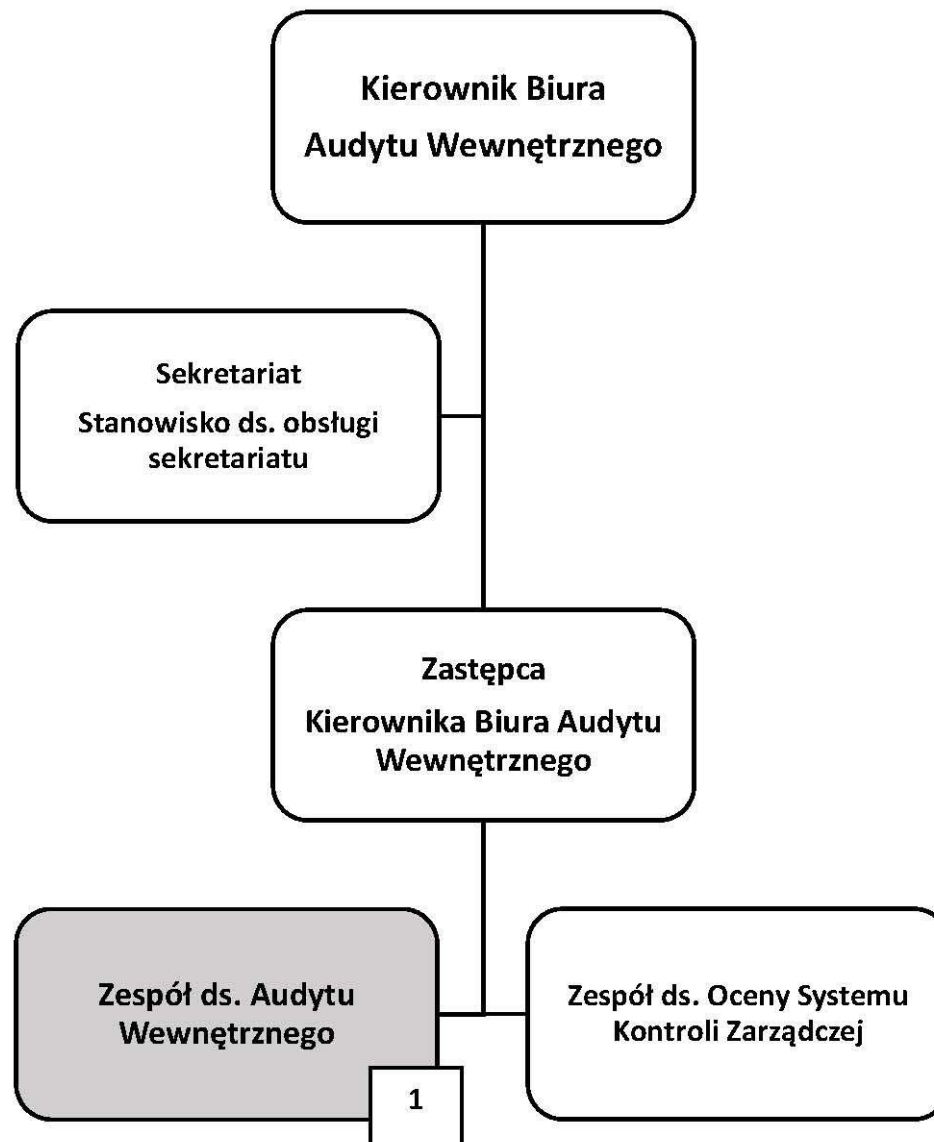 Kierownik Biura
Audytu Wewnętrznego
Sekretariat
Stanowisko ds. obsługi
sekretariatu
Zastępca
Kierownika Biura Audytu
Wewnętrznego
Zespół ds. Audytu
Wewnętrznego
1
Zespół ds. Oceny Systemu
Kontroli Zarządczej